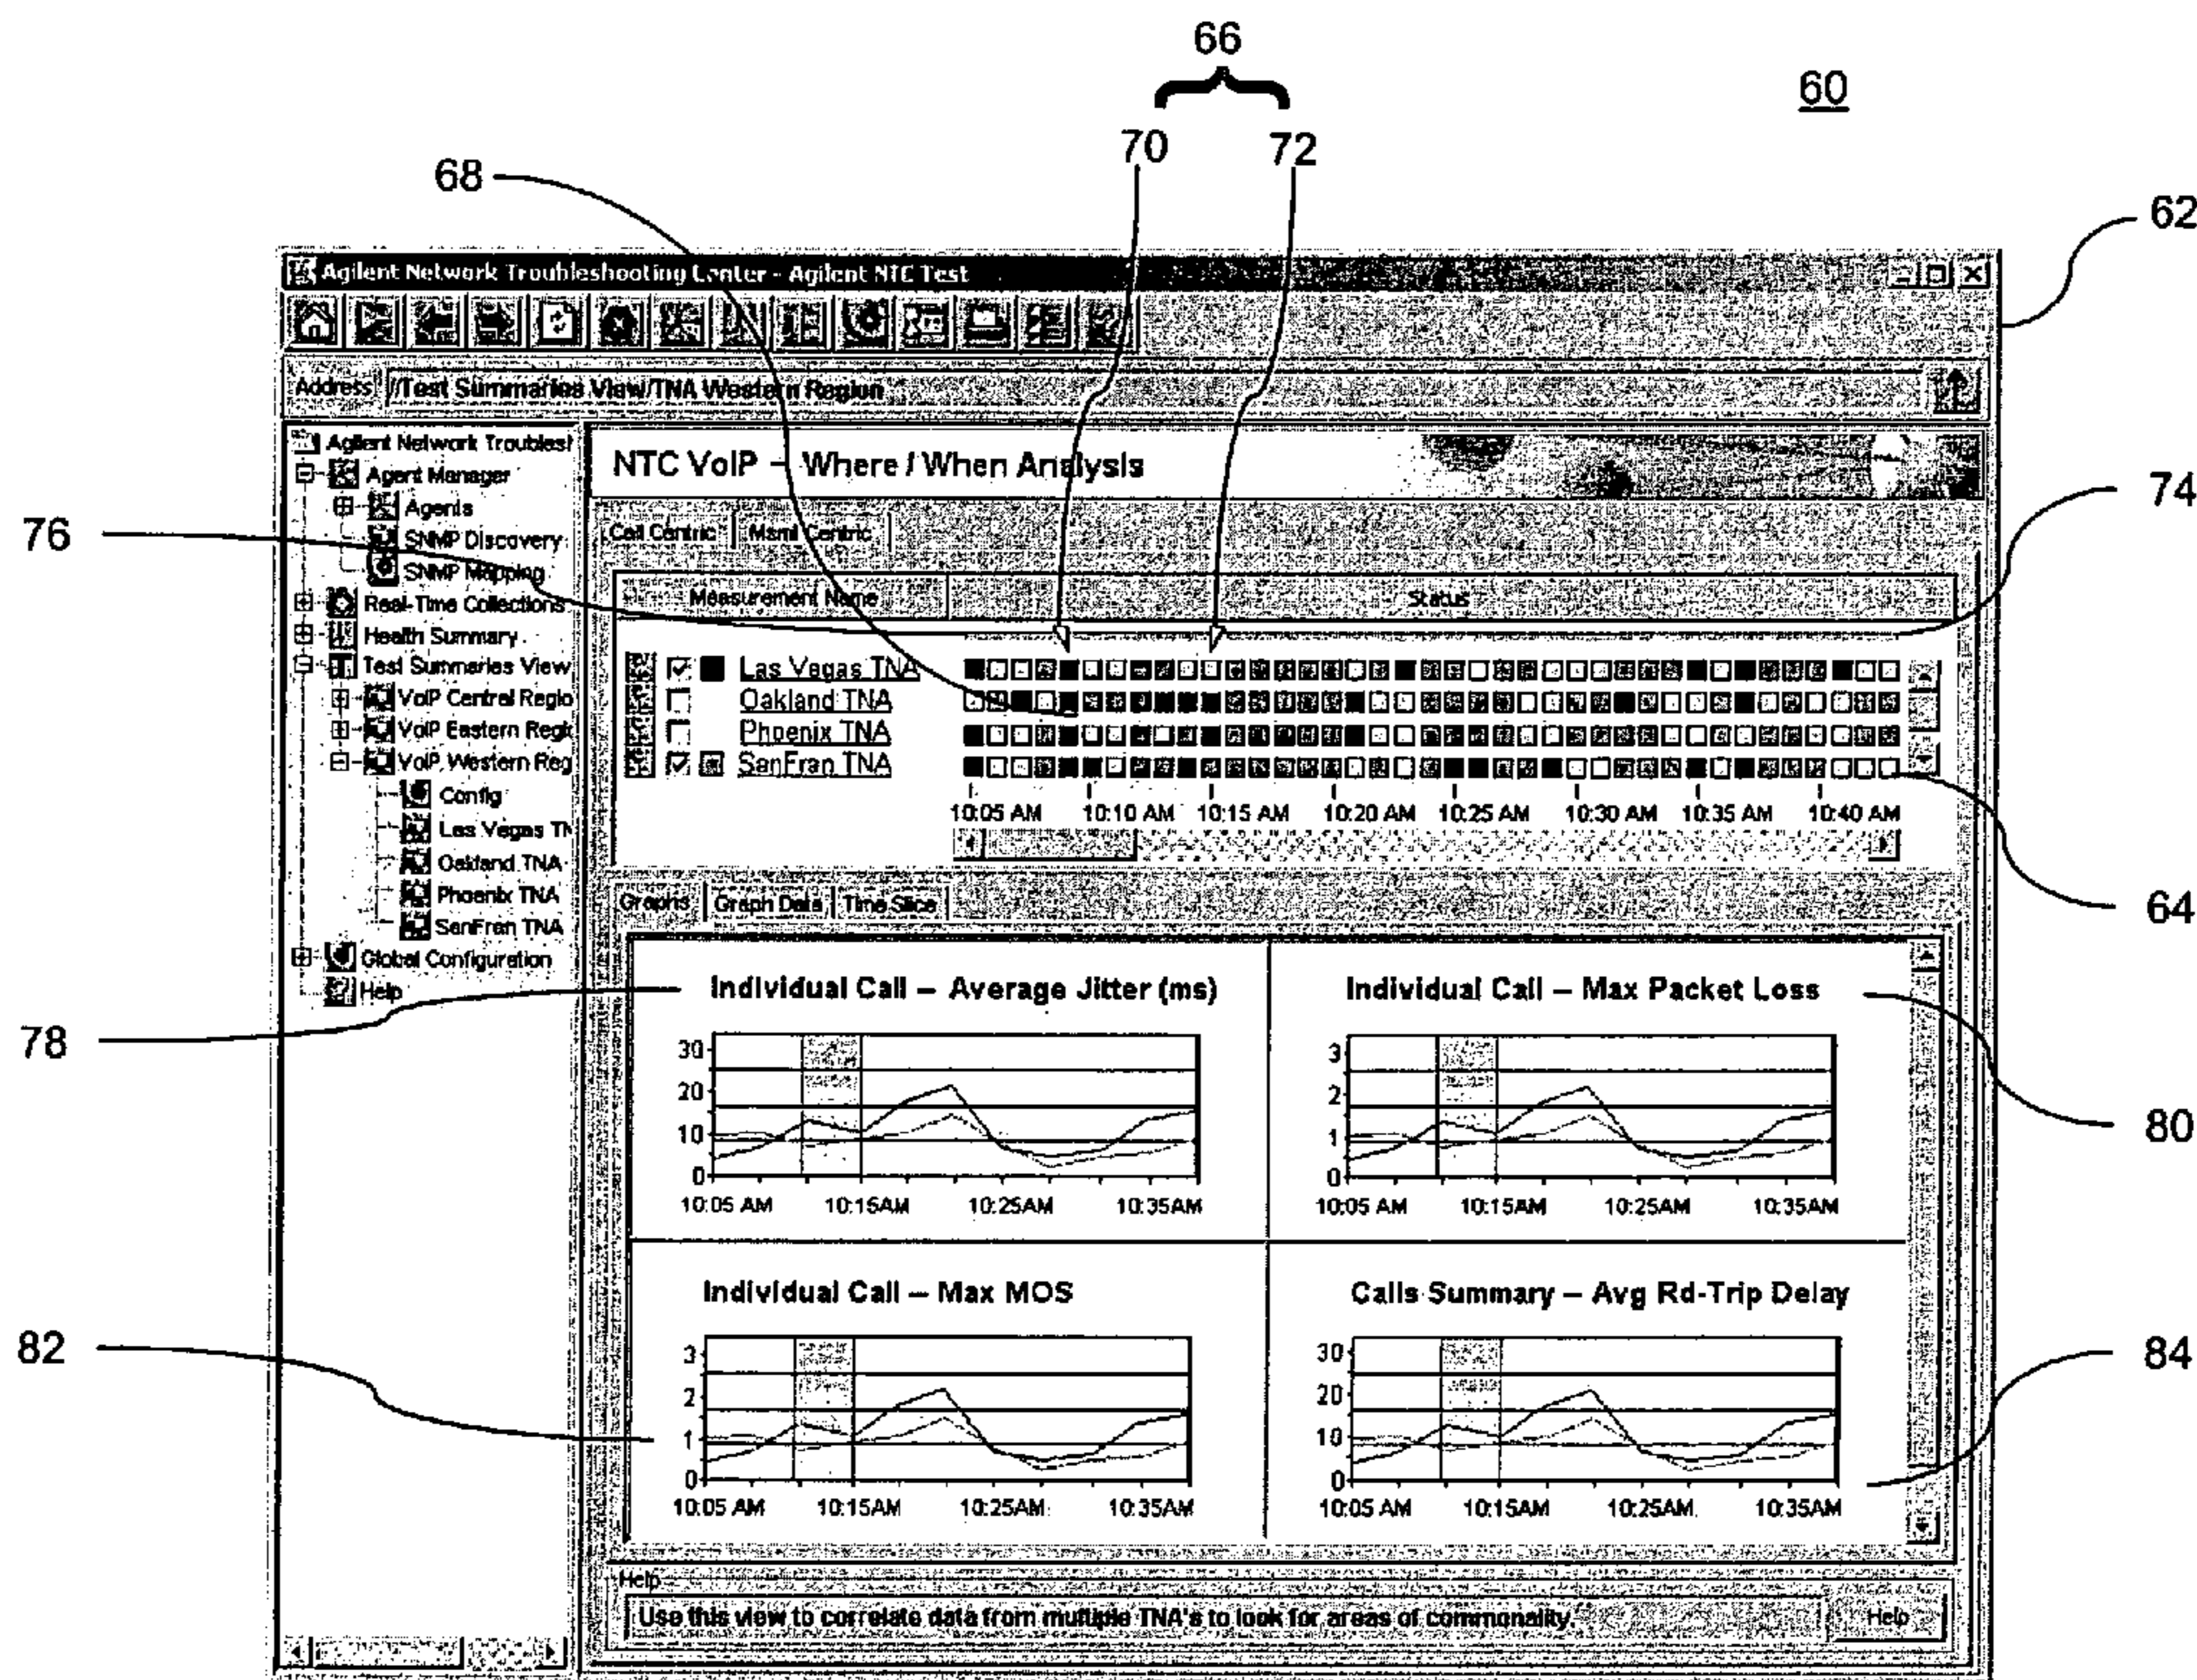 66
60
70 72
68
62
Agilent Network Troubleshooting Center - Agilent NTC Test
Address //Test Summaries View/TNA Western Region
Agilent Network Troublesh
Agent Manager
Agents
SNMP Discovery
SNMP Mapping
Real-Time Collections
Health Summary
Test Summaries View
VoIP Central Regio
VoIP Eastern Regi
VoIP Western Reg
Config
Las Vegas TN
Oakland TNA
Phoenix TNA
SanFran TNA
Global Configuration
Help
NTC VoIP – Where / When Analysis
74
76
Call Centric Msmt Centric
Measurement Name Status
Las Vegas TNA
Oakland TNA
Phoenix TNA
SanFran TNA
10:05 AM 10:10 AM 10:15 AM 10:20 AM 10:25 AM 10:30 AM 10:35 AM 10:40 AM
64
Graphs Graph Data Time Slice
78
Individual Call – Average Jitter (ms)
30
20
10
0
10:05 AM 10:15AM 10:25AM 10:35AM
Individual Call – Max Packet Loss
3
2
1
0
10:05 AM 10:15AM 10:25AM 10:35AM
80
82
Individual Call – Max MOS
3
2
1
0
10:05 AM 10:15AM 10:25AM 10:35AM
Calls Summary – Avg Rd-Trip Delay
30
20
10
0
10:05 AM 10:15AM 10:25AM 10:35AM
84
Help
Use this view to correlate data from multiple TNA's to look for areas of commonality.
Help